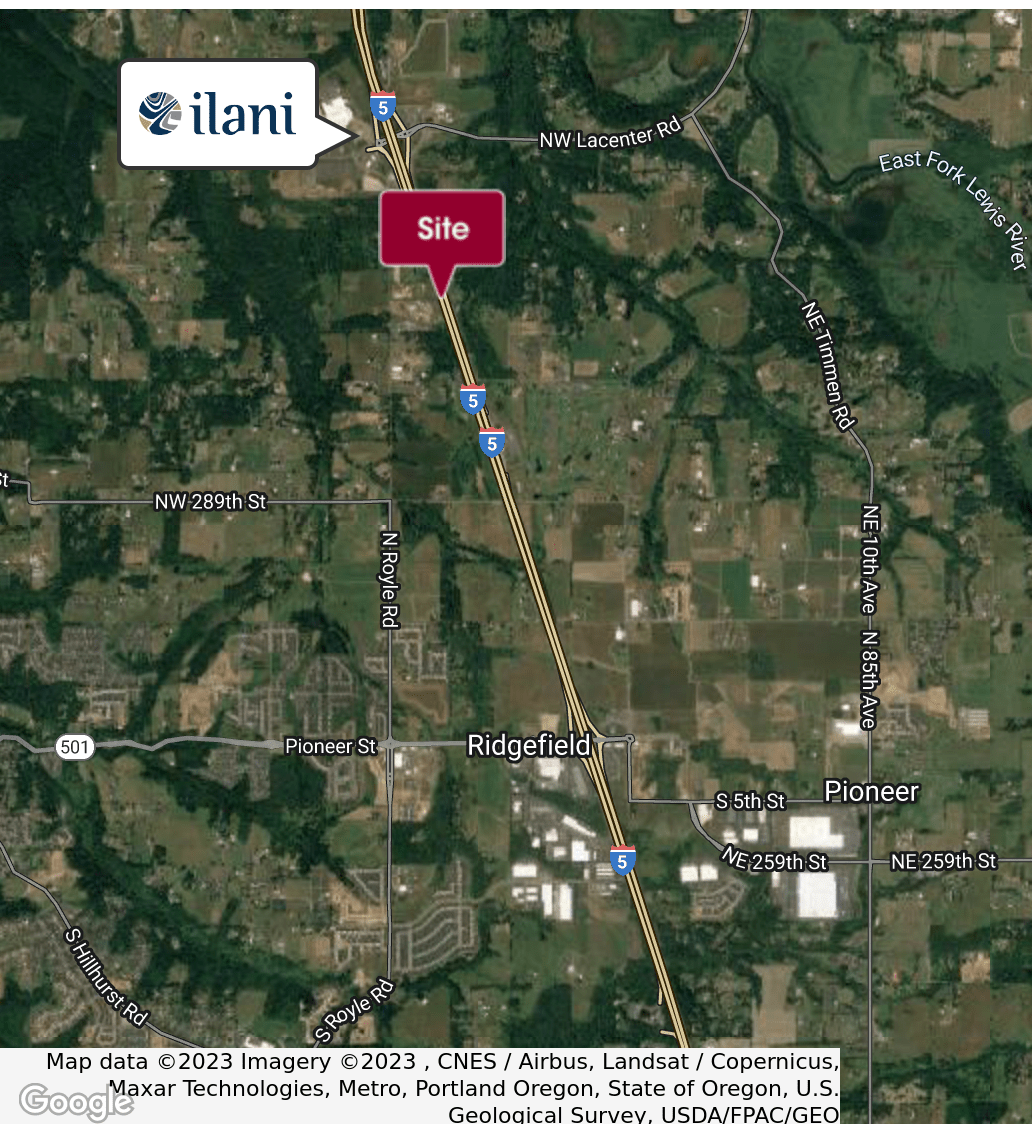 5
ilani
NW Lacenter Rd
East Fork Lewis River
Site
NE Timmen Rd
5
5
St
NW 289th St
N Royle Rd
NE 10th Ave
N 85th Ave
501
Pioneer St
Ridgefield
Pioneer
S 5th St
NE 259th St
NE 259th St
5
S Hillhurst Rd
S Royle Rd
Map data ©2023 Imagery ©2023 , CNES / Airbus, Landsat / Copernicus,
Maxar Technologies, Metro, Portland Oregon, State of Oregon, U.S.
Google
Geological Survey, USDA/FPAC/GEO